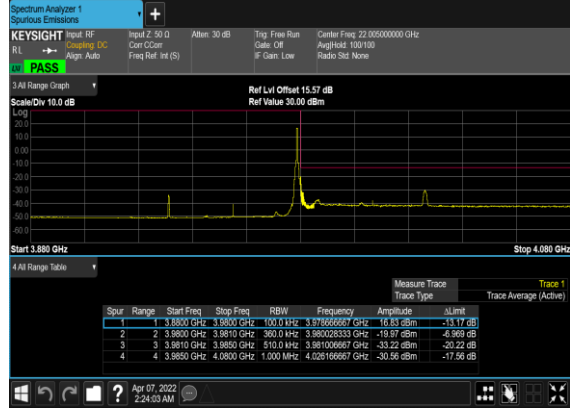 Spectrum Analyzer 1
Spurious Emissions
KEYSIGHT Input: RF Input Z: 50 Ω Atten: 30 dB Trig: Free Run Center Freq: 22.005000000 GHz
RL Coupling: DC Corr CCorr Gate: Off Avg|Hold: 100/100
Align: Auto Freq Ref: Int (S) IF Gain: Low Radio Std: None
PASS
3 All Range Graph
Ref Lvl Offset 15.57 dB
Scale/Div 10.0 dB Ref Value 30.00 dBm
Log
20.0
10.0
0.00
-10.0
-20.0
-30.0
-40.0
-50.0
-60.0
Start 3.880 GHz Stop 4.080 GHz
4 All Range Table
Measure Trace Trace 1
Trace Type Trace Average (Active)
Spur Range Start Freq Stop Freq RBW Frequency Amplitude ΔLimit
1 1 3.8800 GHz 3.9800 GHz 100.0 kHz 3.978666667 GHz 16.83 dBm -13.17 dB
2 2 3.9800 GHz 3.9810 GHz 360.0 kHz 3.980028333 GHz -19.97 dBm -6.969 dB
3 3 3.9810 GHz 3.9850 GHz 510.0 kHz 3.981006667 GHz -33.22 dBm -20.22 dB
4 4 3.9850 GHz 4.0800 GHz 1.000 MHz 4.026166667 GHz -30.56 dBm -17.56 dB
? Apr 07, 2022
2:24:03 AM